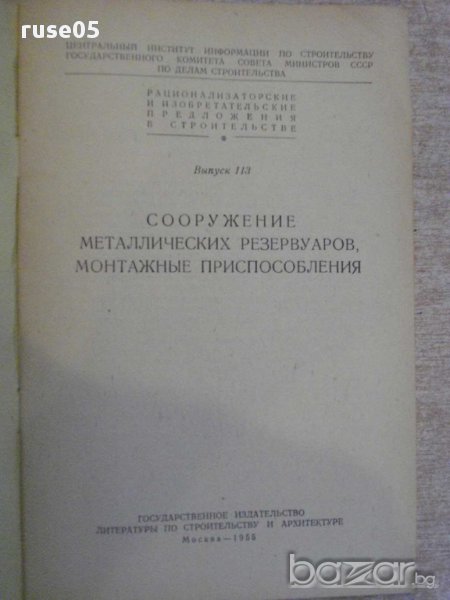 ruse05
ЦЕНТРАЛЬНЫЙ ИНСТИТУТ ИНФОРМАЦИИ ПО СТРОИТЕЛЬСТВУ
ГОСУДАРСТВЕННОГО КОМИТЕТА СОВЕТА МИНИСТРОВ СССР
ПО ДЕЛАМ СТРОИТЕЛЬСТВА
РАЦИОНАЛИЗАТОРСКИЕ
И ИЗОБРЕТАТЕЛЬСКИЕ
ПРЕДЛОЖЕНИЯ
В СТРОИТЕЛЬСТВЕ
Выпуск 113
СООРУЖЕНИЕ
МЕТАЛЛИЧЕСКИХ РЕЗЕРВУАРОВ,
МОНТАЖНЫЕ ПРИСПОСОБЛЕНИЯ
ГОСУДАРСТВЕННОЕ ИЗДАТЕЛЬСТВО
ЛИТЕРАТУРЫ ПО СТРОИТЕЛЬСТВУ И АРХИТЕКТУРЕ
Москва — 1955
bazar.bg